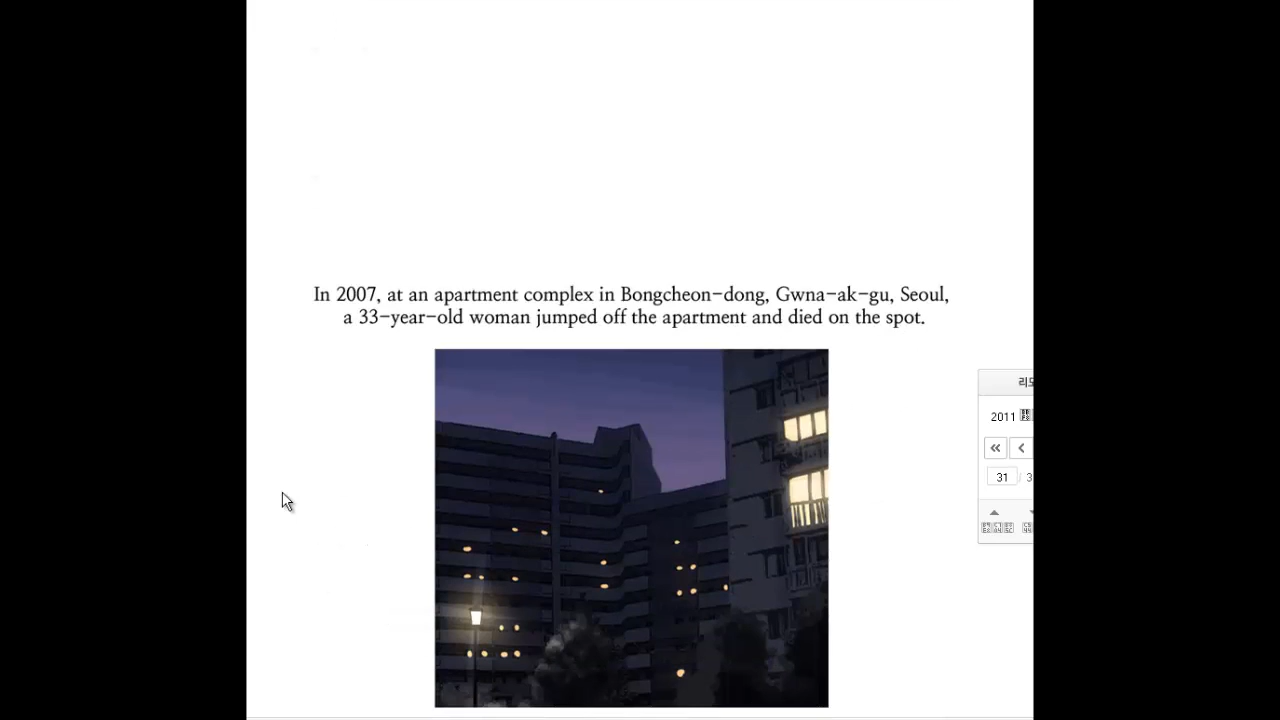 In 2007, at an apartment complex in Bongcheon-dong, Gwna-ak-gu, Seoul,
a 33-year-old woman jumped off the apartment and died on the spot.
2011
31 / 3